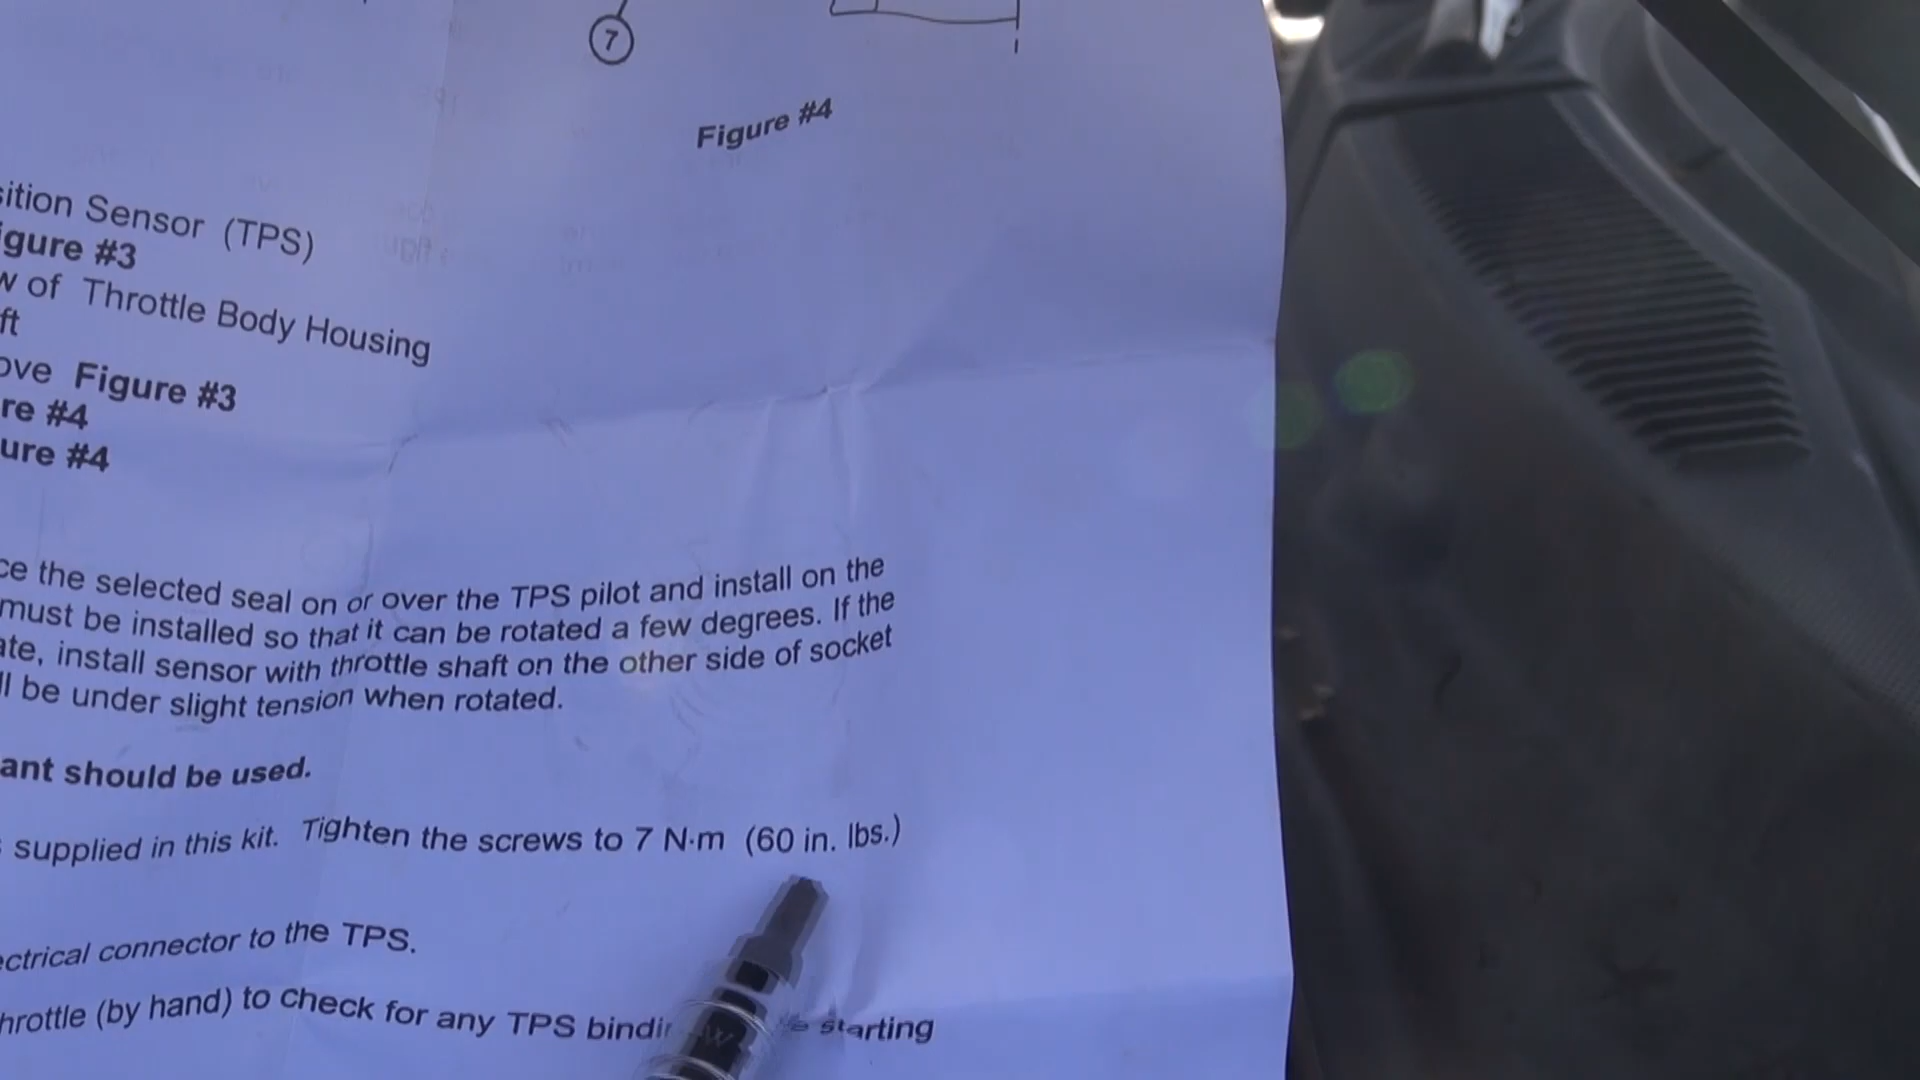 7
Figure #4
sition Sensor (TPS)
igure #3
w of Throttle Body Housing
ft
ove Figure #3
re #4
ure #4
ce the selected seal on or over the TPS pilot and install on the
must be installed so that it can be rotated a few degrees. If the
ate, install sensor with throttle shaft on the other side of socket
ll be under slight tension when rotated.
ant should be used.
supplied in this kit. Tighten the screws to 7 N·m (60 in. lbs.)
ectrical connector to the TPS.
hrottle (by hand) to check for any TPS bindin starting